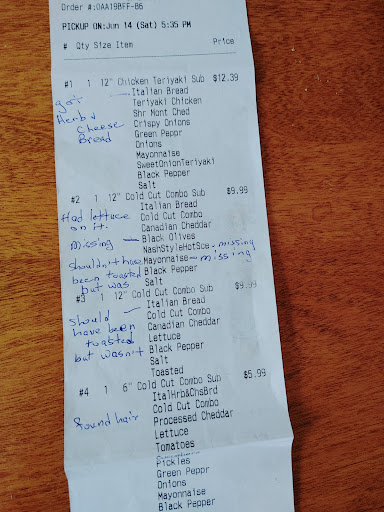 Order #:0AA19BFF-B6
PICKUP ON:Jun 14 (Sat) 5:35 PM
# Qty Size Item Price
#1 1 12" Chicken Teriyaki Sub $12.39
got — Italian Bread
Teriyaki Chicken
Herb & Shr Mont Ched
Cheese Crispy Onions
Bread Green Peppr
Onions
Mayonnaise
SweetOnionTeriyaki
Black Pepper
Salt
#2 1 12" Cold Cut Combo Sub $9.99
Italian Bread
Had lettuce Cold Cut Combo
on it. Canadian Cheddar
missing — Black Olives
NashStyleHotSce - missing
Shouldn't have Mayonnaise - missing
been toasted Black Pepper
but was Salt
#3 1 12" Cold Cut Combo Sub $9.99
Should — Italian Bread
have been Cold Cut Combo
toasted Canadian Cheddar
but wasn't Lettuce
Black Pepper
Salt
Toasted
#4 1 6" Cold Cut Combo Sub $5.99
ItalHrb&ChsBrd
found hair Cold Cut Combo
Processed Cheddar
Lettuce
Tomatoes
Pickles
Green Peppr
Onions
Mayonnaise
Black Pepper